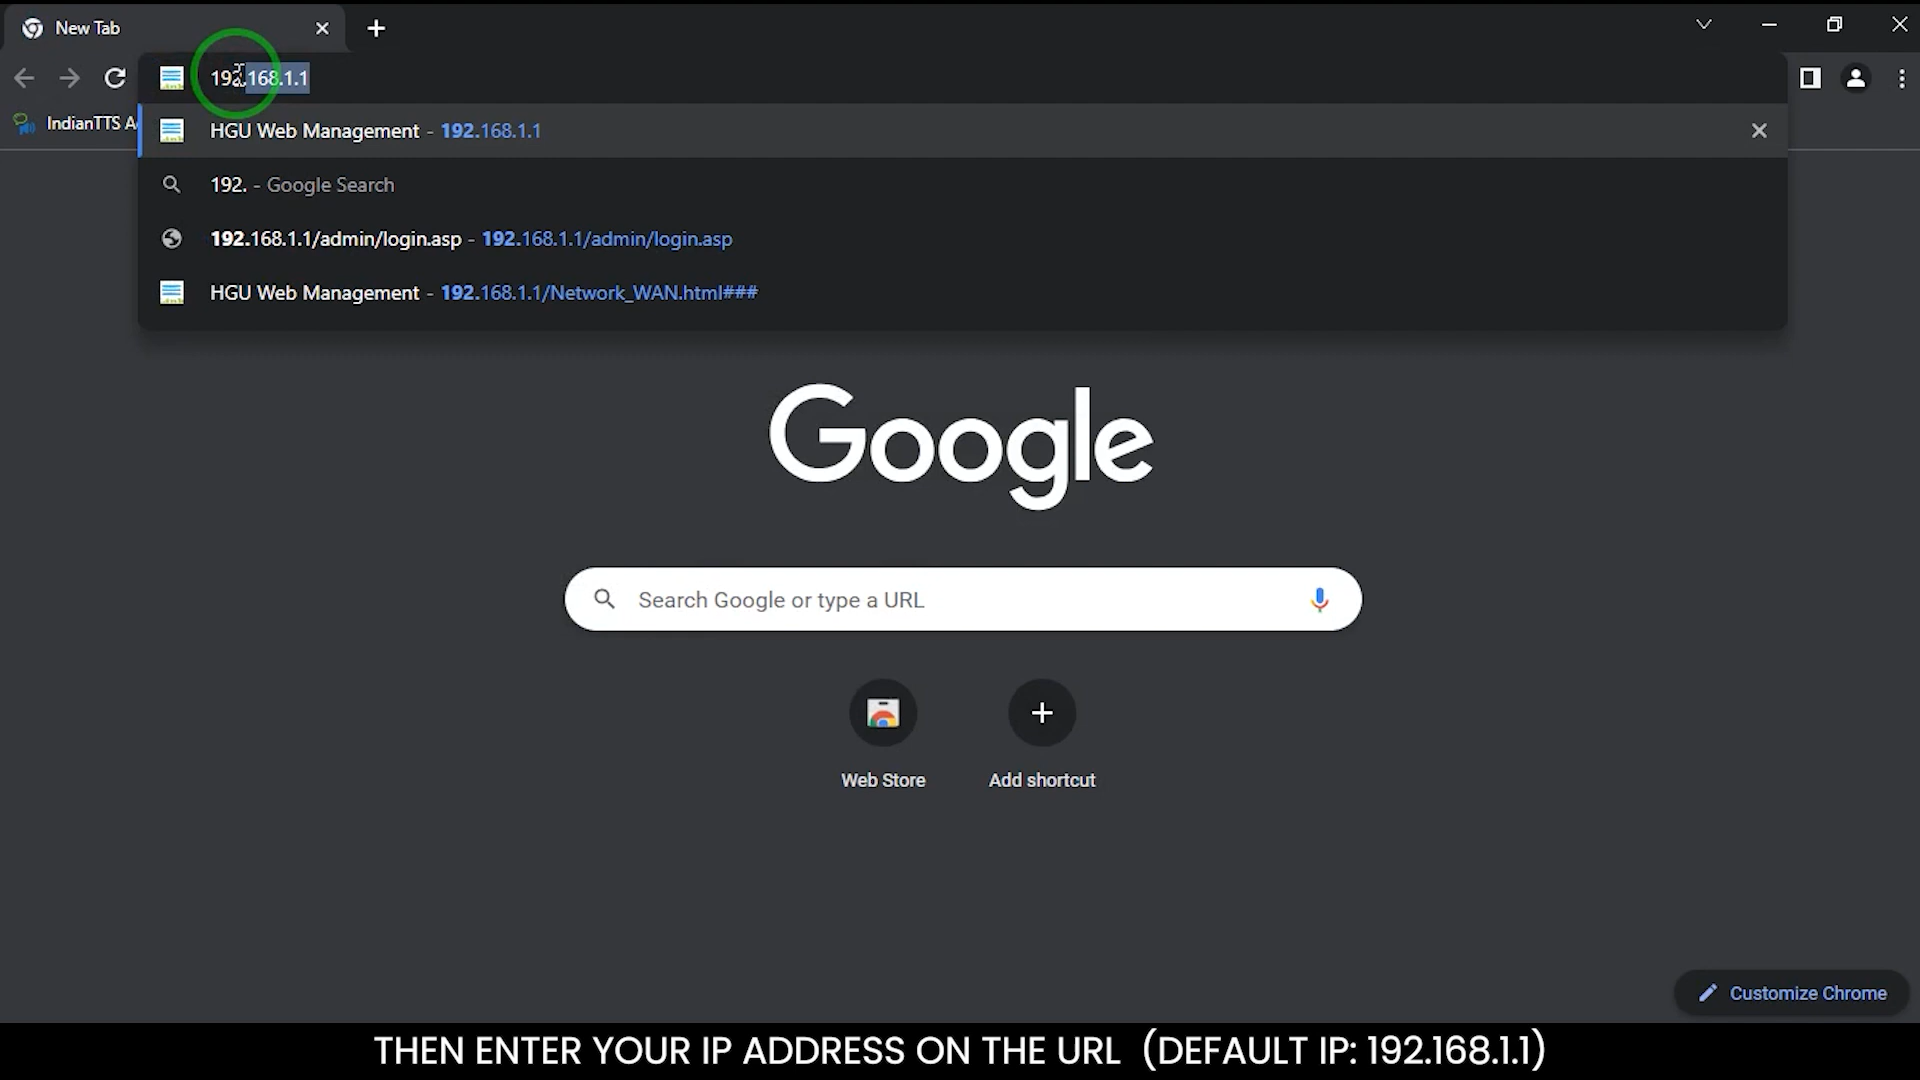 New Tab
192.168.1.1
IndianTTS A
HGU Web Management - 192.168.1.1
192. - Google Search
192.168.1.1/admin/login.asp - 192.168.1.1/admin/login.asp
HGU Web Management - 192.168.1.1/Network_WAN.html###
Google
Search Google or type a URL
Web Store
Add shortcut
Customize Chrome
THEN ENTER YOUR IP ADDRESS ON THE URL (DEFAULT IP: 192.168.1.1)